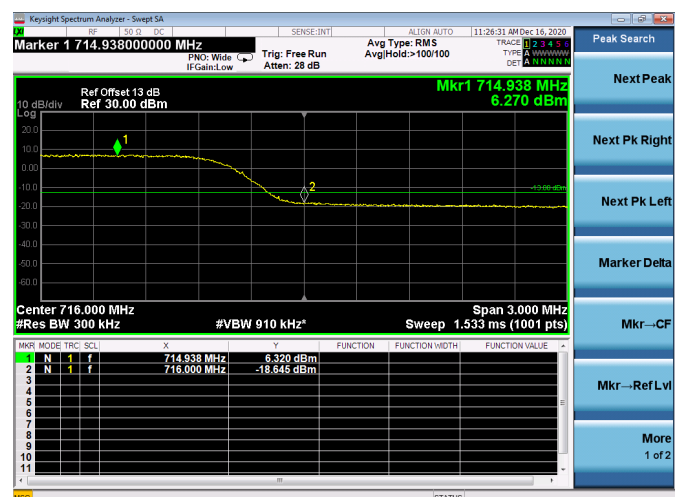 Keysight Spectrum Analyzer - Swept SA
LXI RF 50 Ω DC SENSE:INT ALIGN AUTO 11:26:31 AM Dec 16, 2020
Marker 1 714.938000000 MHz
PNO: Wide
IFGain:Low
Trig: Free Run
Atten: 28 dB
Avg Type: RMS
Avg|Hold:>100/100
TRACE 1 2 3 4 5 6
TYPE A WWWWW
DET A N N N N N
Ref Offset 13 dB
10 dB/div Ref 30.00 dBm
Log
Mkr1 714.938 MHz
6.270 dBm
20.0
10.0
0.00
-10.0
-20.0
-30.0
-40.0
-50.0
-60.0
1
2
-13.00 dBm
Center 716.000 MHz Span 3.000 MHz
#Res BW 300 kHz #VBW 910 kHz* Sweep 1.533 ms (1001 pts)
MKR MODE TRC SCL X Y FUNCTION FUNCTION WIDTH FUNCTION VALUE
1 N 1 f 714.938 MHz 6.320 dBm
2 N 1 f 716.000 MHz -18.645 dBm
3
4
5
6
7
8
9
10
11
MSG STATUS
Peak Search
Next Peak
Next Pk Right
Next Pk Left
Marker Delta
Mkr→CF
Mkr→Ref Lvl
More
1 of 2